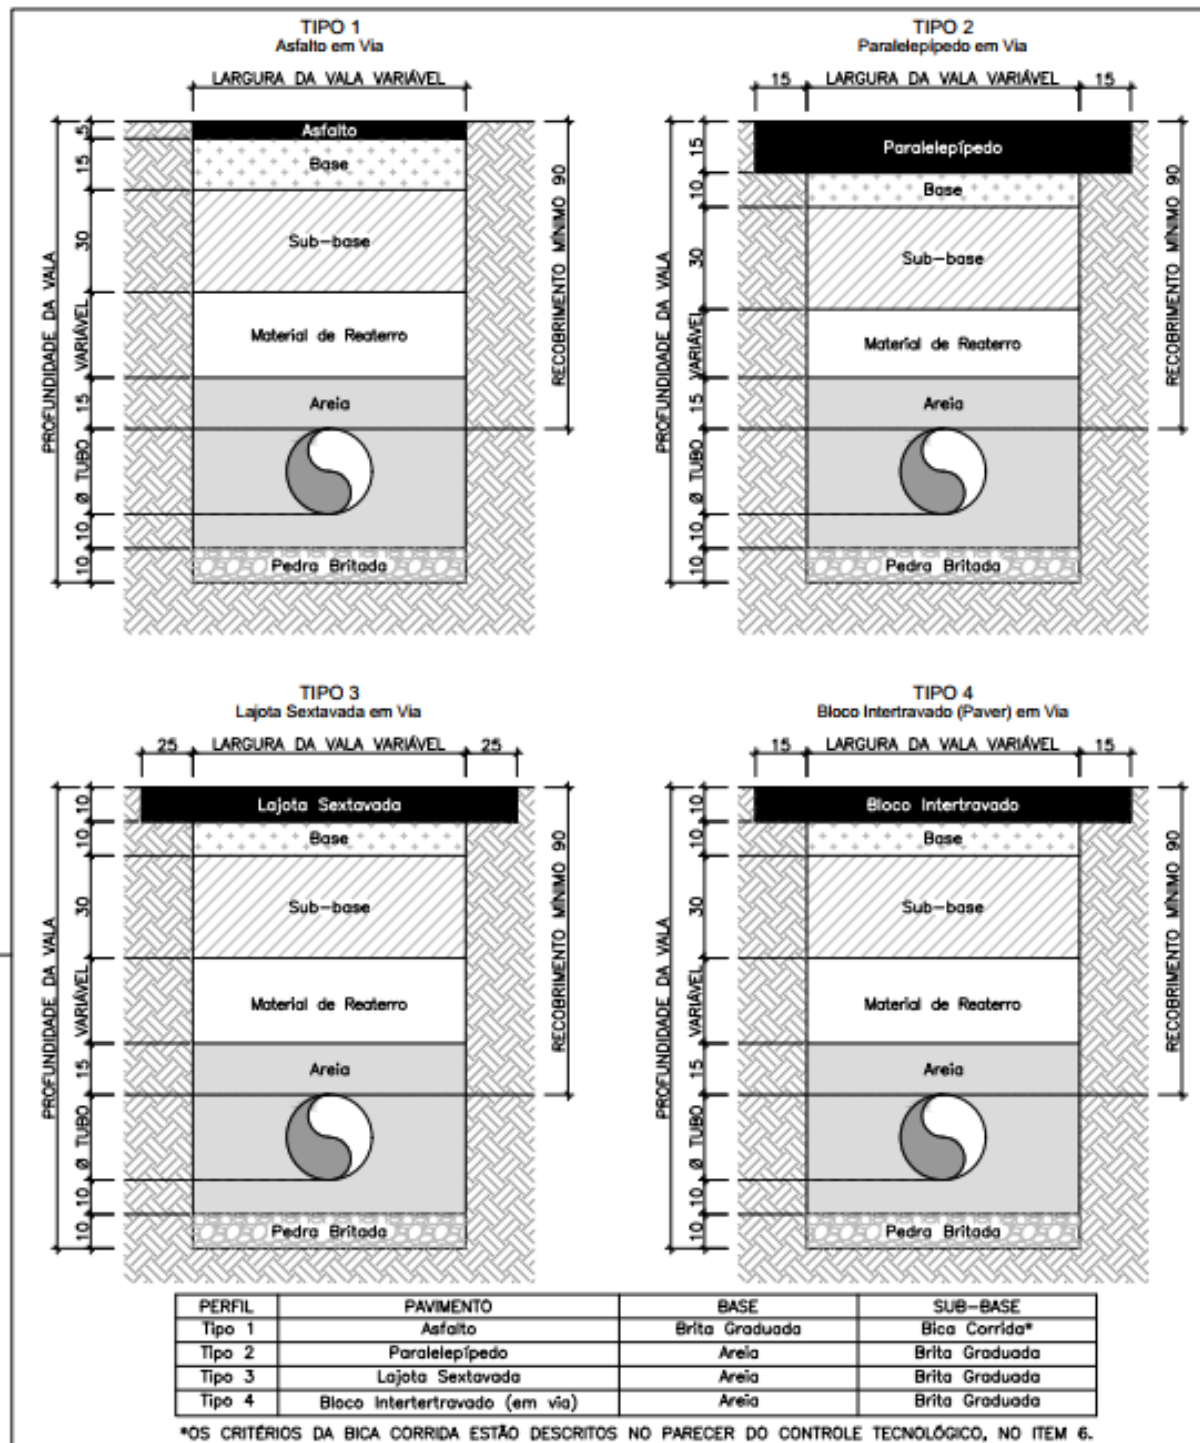 TIPO 1
Asfalto em Via
LARGURA DA VALA VARIÁVEL
PROFUNDIDADE DA VALA
5
15
30
VARIÁVEL
15
Ø TUBO
10
10
Asfalto
Base
Sub-base
Material de Reaterro
Areia
Pedra Britada
RECOBRIMENTO MÍNIMO 90
TIPO 2
Paralelepípedo em Via
15 LARGURA DA VALA VARIÁVEL 15
PROFUNDIDADE DA VALA
15
10
30
VARIÁVEL
15
Ø TUBO
10
10
Paralelepípedo
Base
Sub-base
Material de Reaterro
Areia
Pedra Britada
RECOBRIMENTO MÍNIMO 90
TIPO 3
Lajota Sextavada em Via
25 LARGURA DA VALA VARIÁVEL 25
PROFUNDIDADE DA VALA
10
10
30
VARIÁVEL
15
Ø TUBO
10
10
Lajota Sextavada
Base
Sub-base
Material de Reaterro
Areia
Pedra Britada
RECOBRIMENTO MÍNIMO 90
TIPO 4
Bloco Intertravado (Paver) em Via
15 LARGURA DA VALA VARIÁVEL 15
PROFUNDIDADE DA VALA
10
10
30
VARIÁVEL
15
Ø TUBO
10
10
Bloco Intertravado
Base
Sub-base
Material de Reaterro
Areia
Pedra Britada
RECOBRIMENTO MÍNIMO 90
PERFIL PAVIMENTO BASE SUB-BASE
Tipo 1 Asfalto Brita Graduada Bica Corrida*
Tipo 2 Paralelepípedo Areia Brita Graduada
Tipo 3 Lajota Sextavada Areia Brita Graduada
Tipo 4 Bloco Intertertravado (em via) Areia Brita Graduada
*OS CRITÉRIOS DA BICA CORRIDA ESTÃO DESCRITOS NO PARECER DO CONTROLE TECNOLÓGICO, NO ITEM 6.